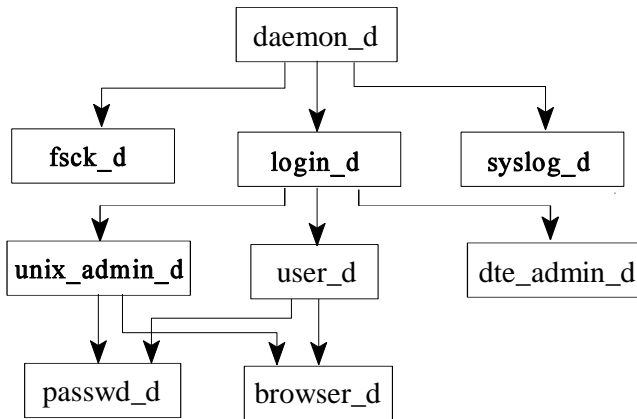 daemon_d
fsck_d
login_d
syslog_d
unix_admin_d
user_d
dte_admin_d
passwd_d
browser_d